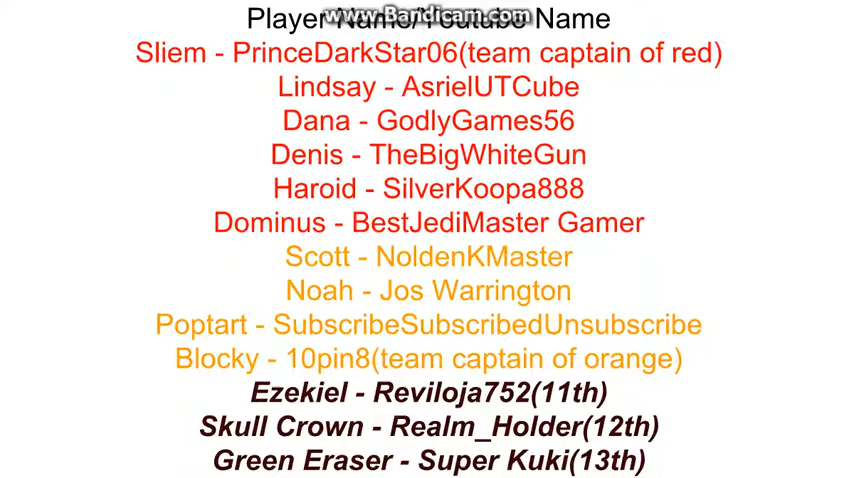 Player Name/Youtube Name
www.Bandicam.com
Sliem - PrinceDarkStar06(team captain of red)
Lindsay - AsrielUTCube
Dana - GodlyGames56
Denis - TheBigWhiteGun
Haroid - SilverKoopa888
Dominus - BestJediMaster Gamer
Scott - NoldenKMaster
Noah - Jos Warrington
Poptart - SubscribeSubscribedUnsubscribe
Blocky - 10pin8(team captain of orange)
Ezekiel - Reviloja752(11th)
Skull Crown - Realm_Holder(12th)
Green Eraser - Super Kuki(13th)